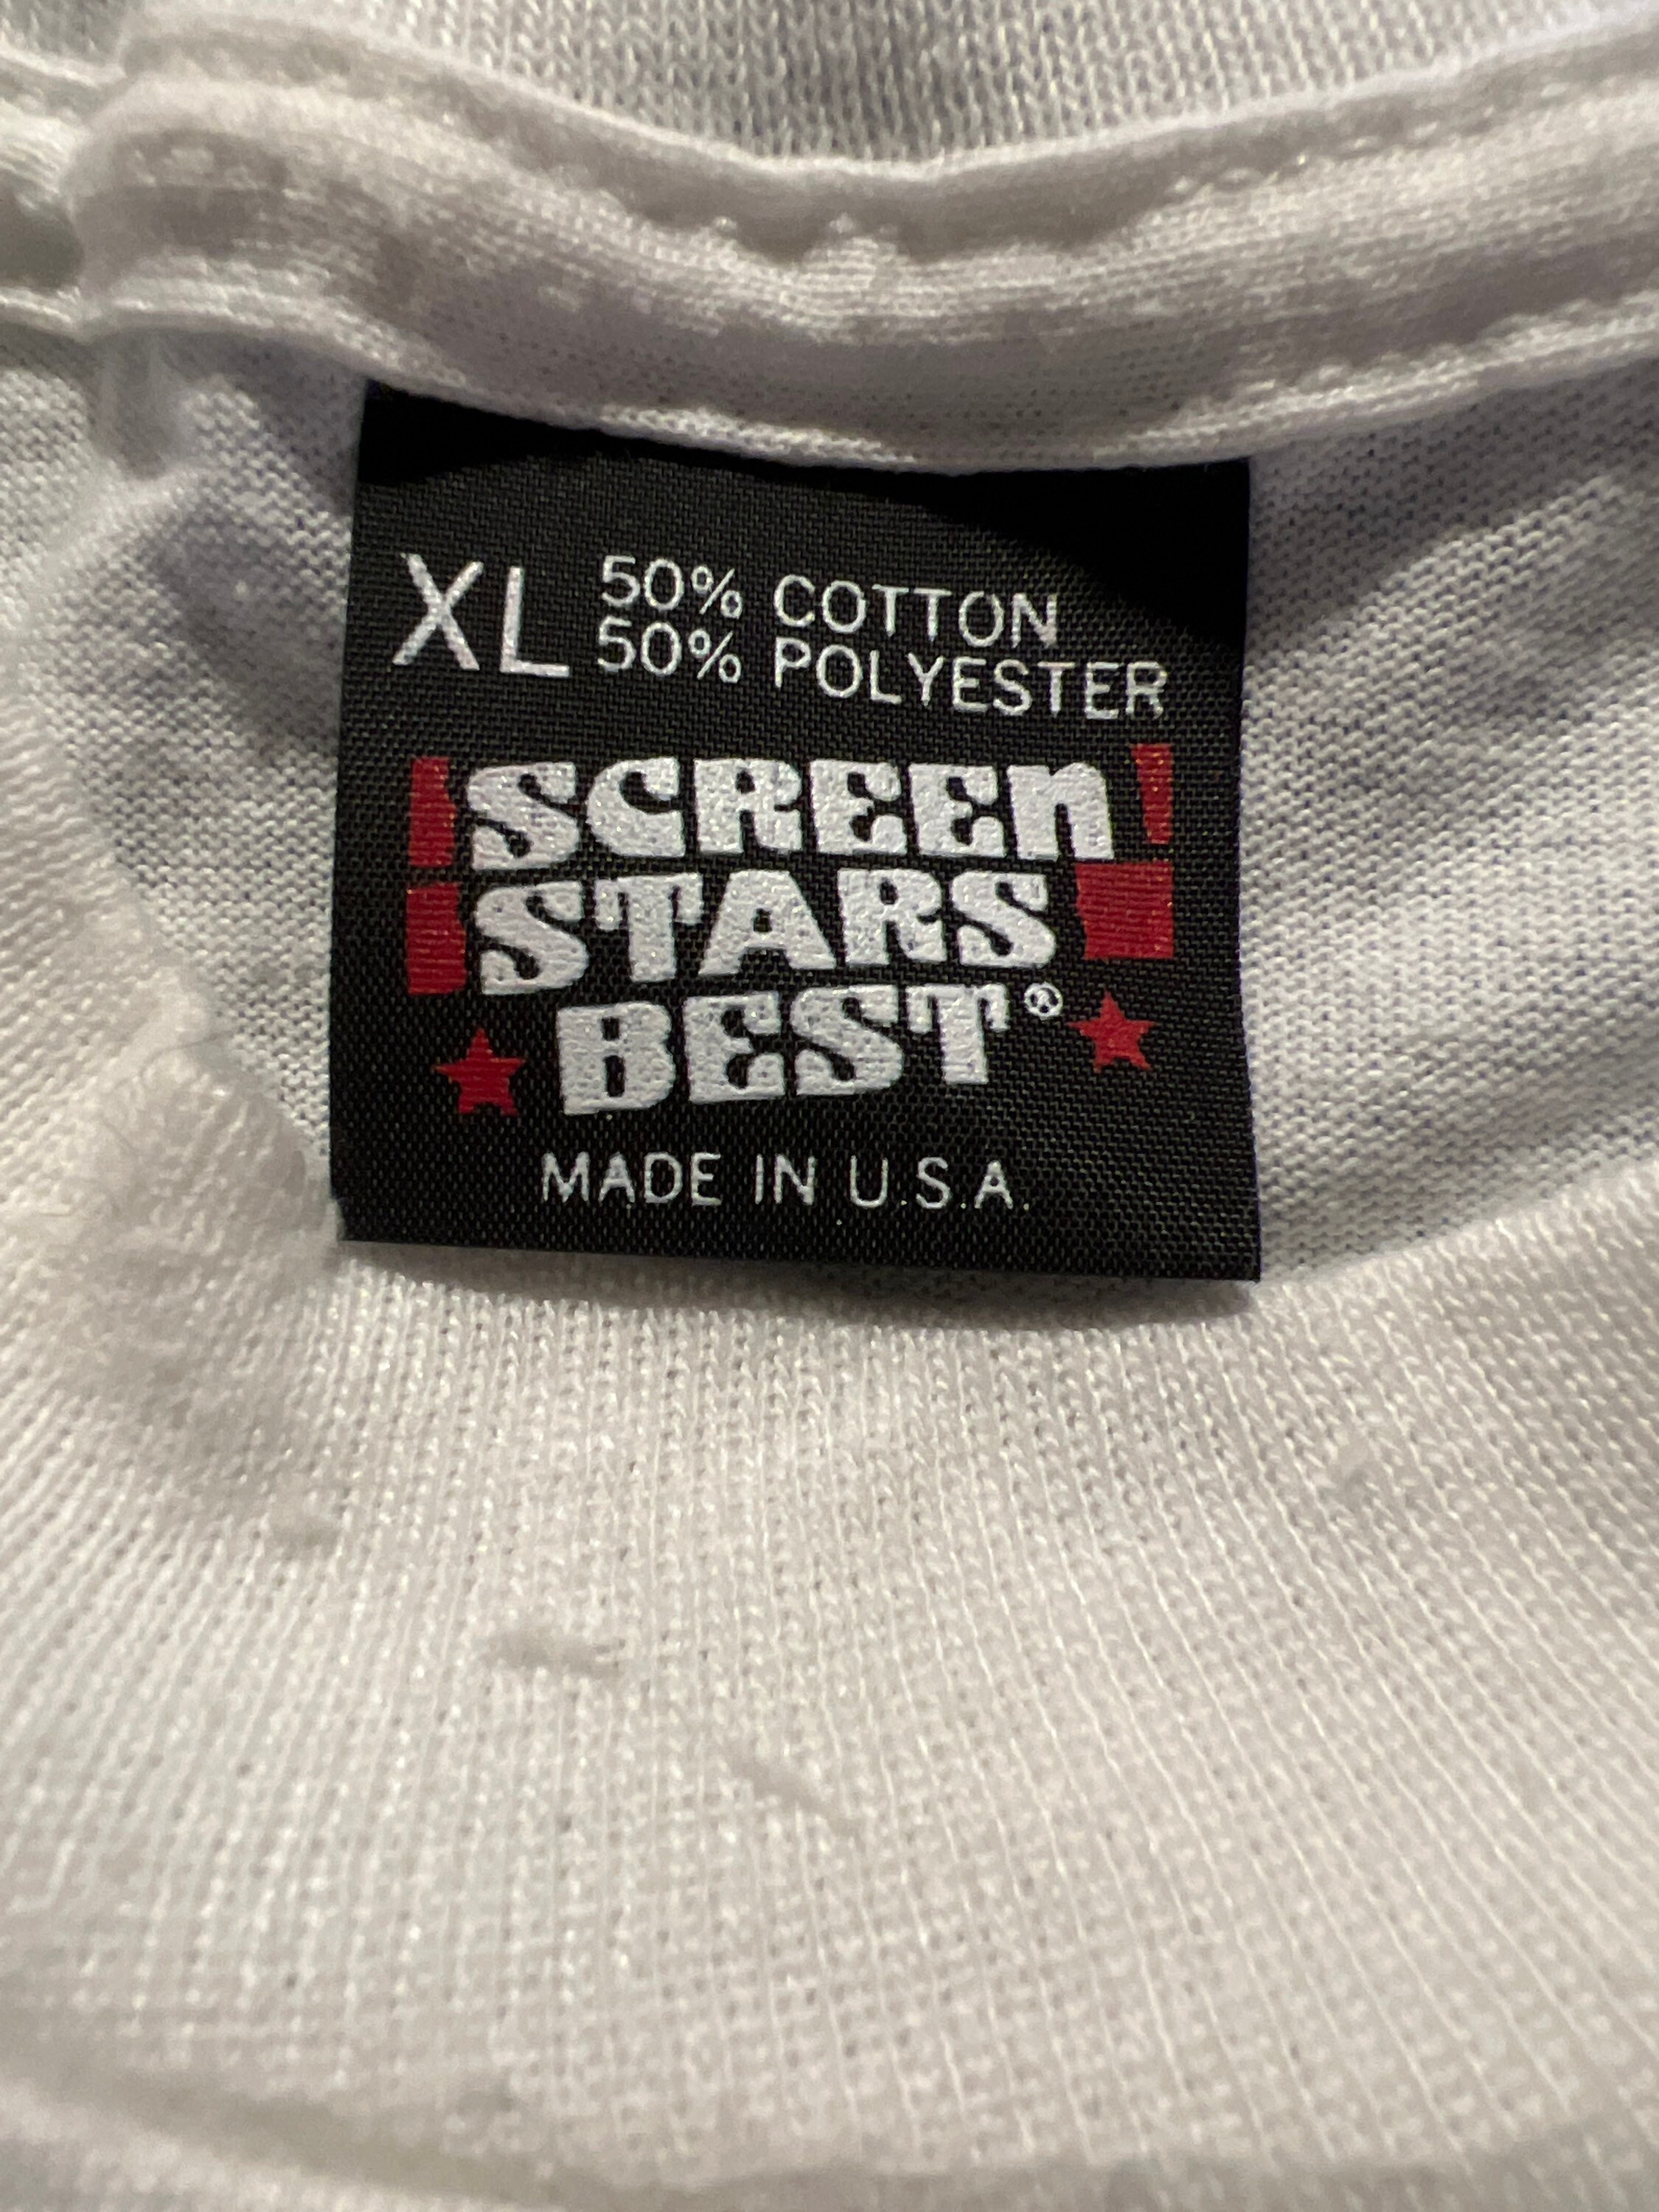 XL 50% COTTON
50% POLYESTER
SCREEN
STARS
BEST®
MADE IN U.S.A.